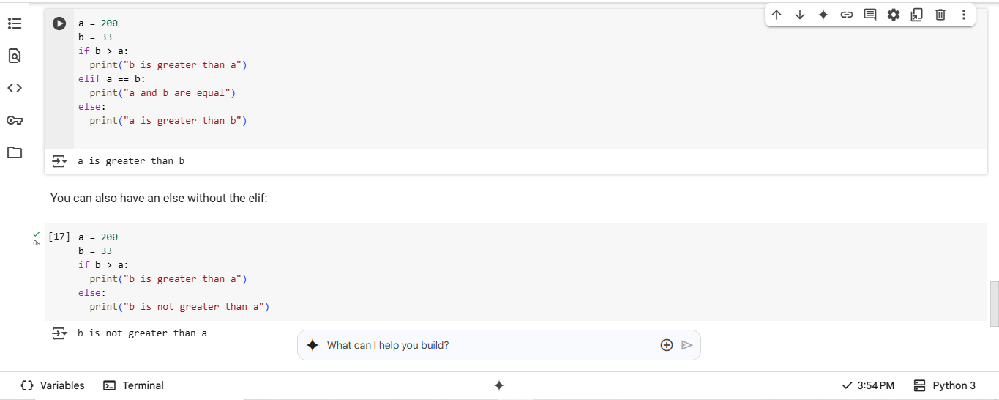 a = 200
b = 33
if b > a:
  print("b is greater than a")
elif a == b:
  print("a and b are equal")
else:
  print("a is greater than b")
a is greater than b
You can also have an else without the elif:
0s
[17] a = 200
b = 33
if b > a:
  print("b is greater than a")
else:
  print("b is not greater than a")
b is not greater than a
What can I help you build?
{} Variables Terminal 3:54 PM Python 3